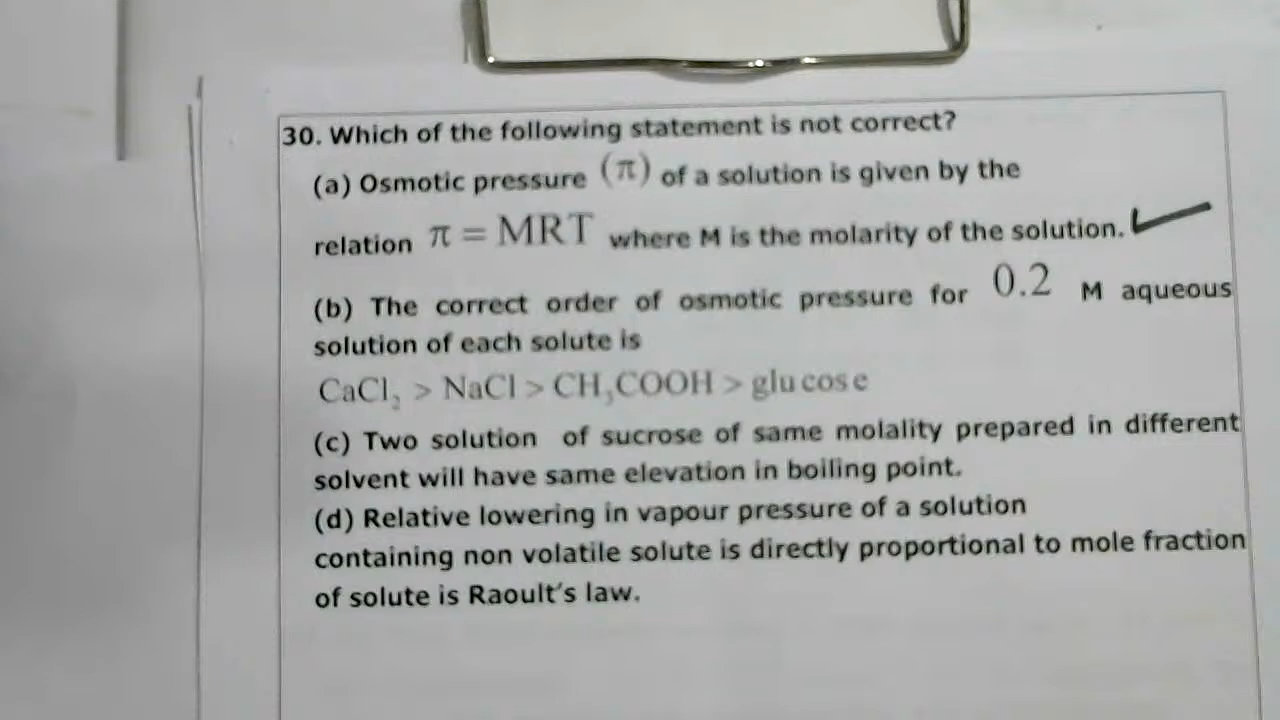 30. Which of the following statement is not correct?
(a) Osmotic pressure (π) of a solution is given by the
relation π = MRT where M is the molarity of the solution.
(b) The correct order of osmotic pressure for 0.2 M aqueous
solution of each solute is
CaCl₂ > NaCl > CH₃COOH > glucose
(c) Two solution of sucrose of same molality prepared in different
solvent will have same elevation in boiling point.
(d) Relative lowering in vapour pressure of a solution
containing non volatile solute is directly proportional to mole fraction
of solute is Raoult's law.